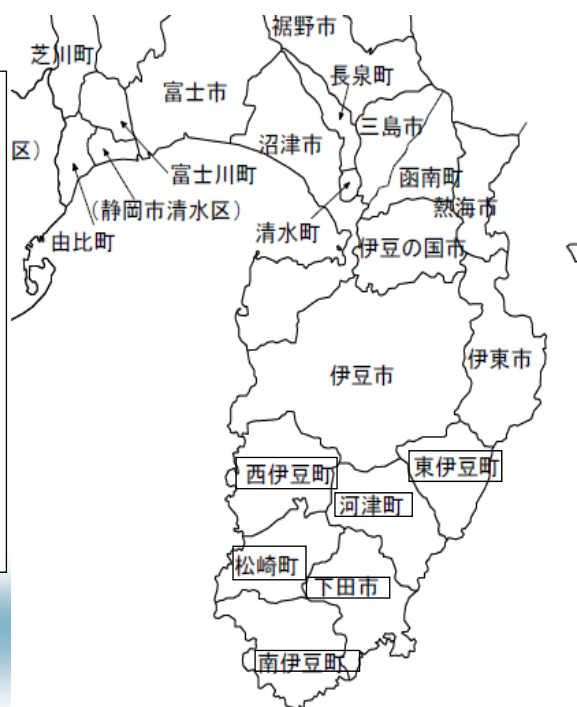 裾野市
芝川町
長泉町
富士市
三島市
沼津市
区）
富士川町
函南町
熱海市
（静岡市清水区）
由比町
清水町
伊豆の国市
伊東市
伊豆市
東伊豆町
西伊豆町
河津町
松崎町
下田市
南伊豆町